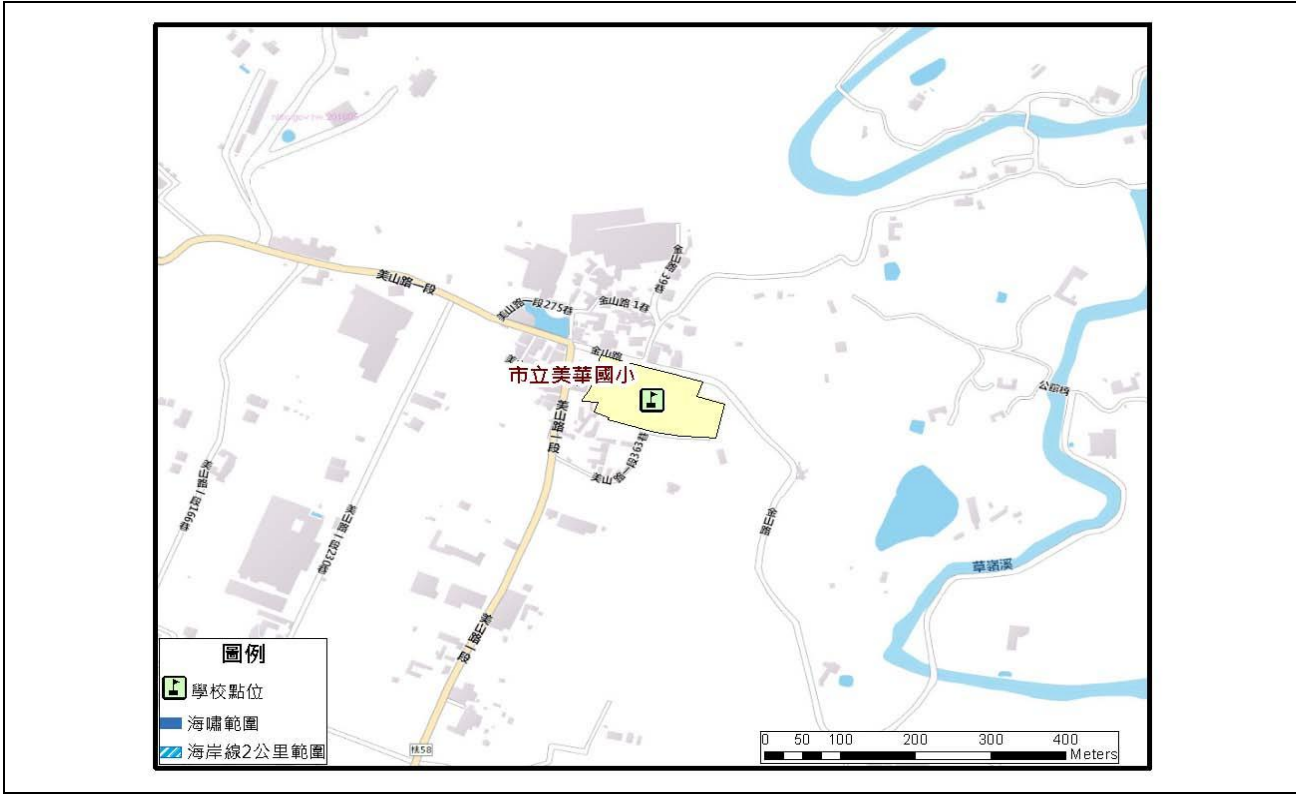 美山路一段
美山路一段275巷
金山路 1巷
金山路 39巷
金山路
市立美華國小
美山路一段
美山路一段363巷
公館橋
美山路一段166巷
美山路一段230巷
金山路
草嶺溪
美山路一段
桃58
圖例
學校點位
海嘯範圍
海岸線2公里範圍
0 50 100 200 300 400
Meters